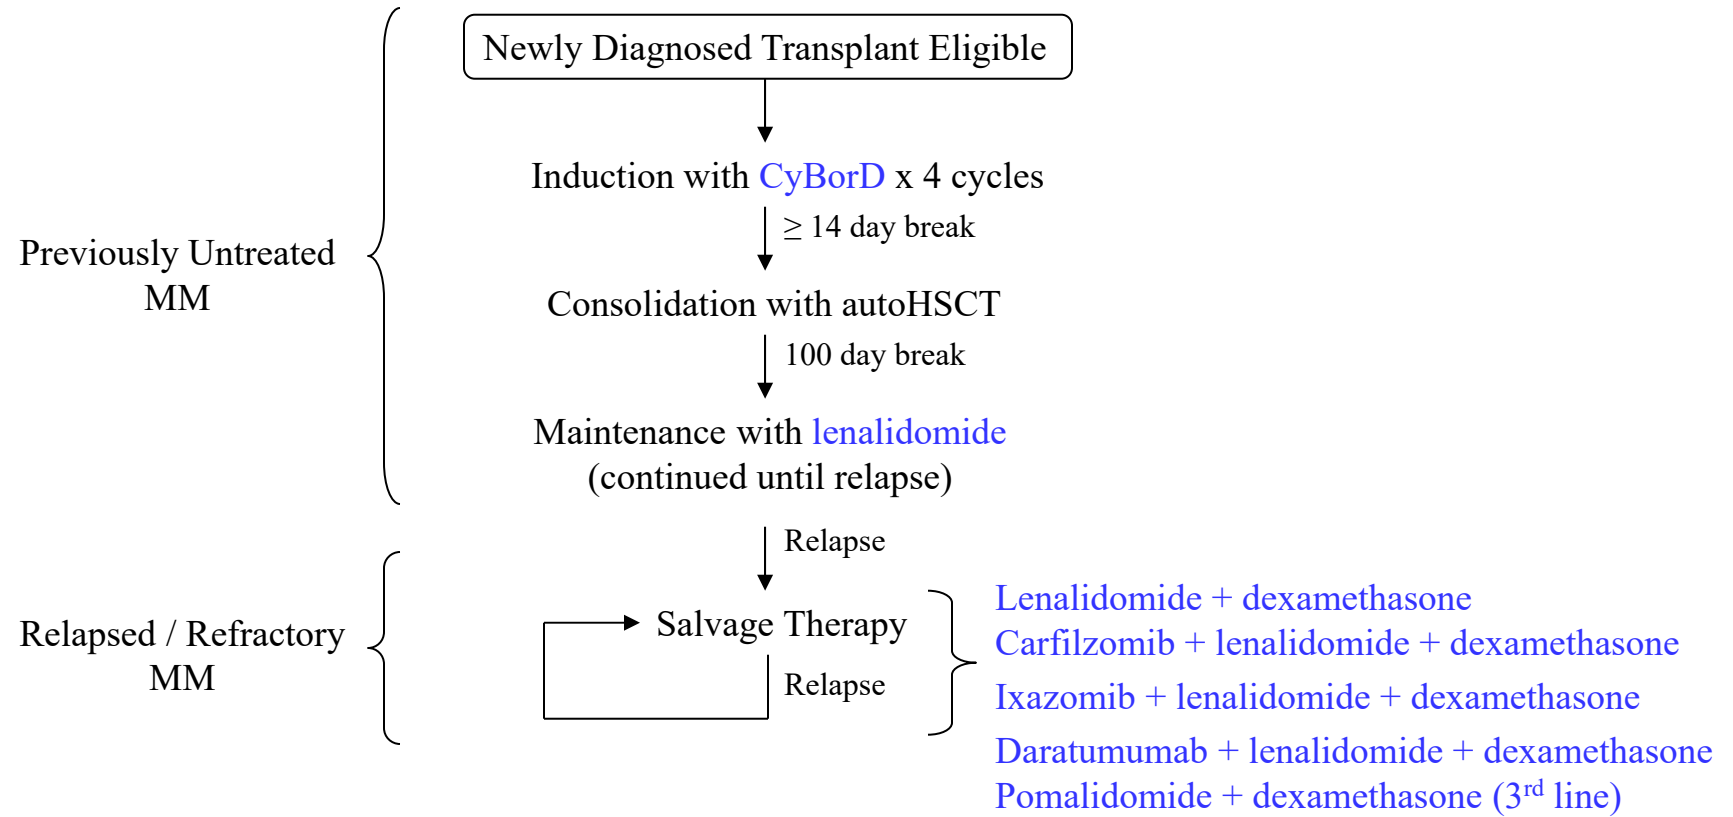 Newly Diagnosed Transplant Eligible
Induction with CyBorD x 4 cycles
≥ 14 day break
Previously Untreated
MM
Consolidation with autoHSCT
100 day break
Maintenance with lenalidomide
(continued until relapse)
Relapse
Relapsed / Refractory
MM
Salvage Therapy
Relapse
Lenalidomide + dexamethasone
Carfilzomib + lenalidomide + dexamethasone
Ixazomib + lenalidomide + dexamethasone
Daratumumab + lenalidomide + dexamethasone
Pomalidomide + dexamethasone (3rd line)